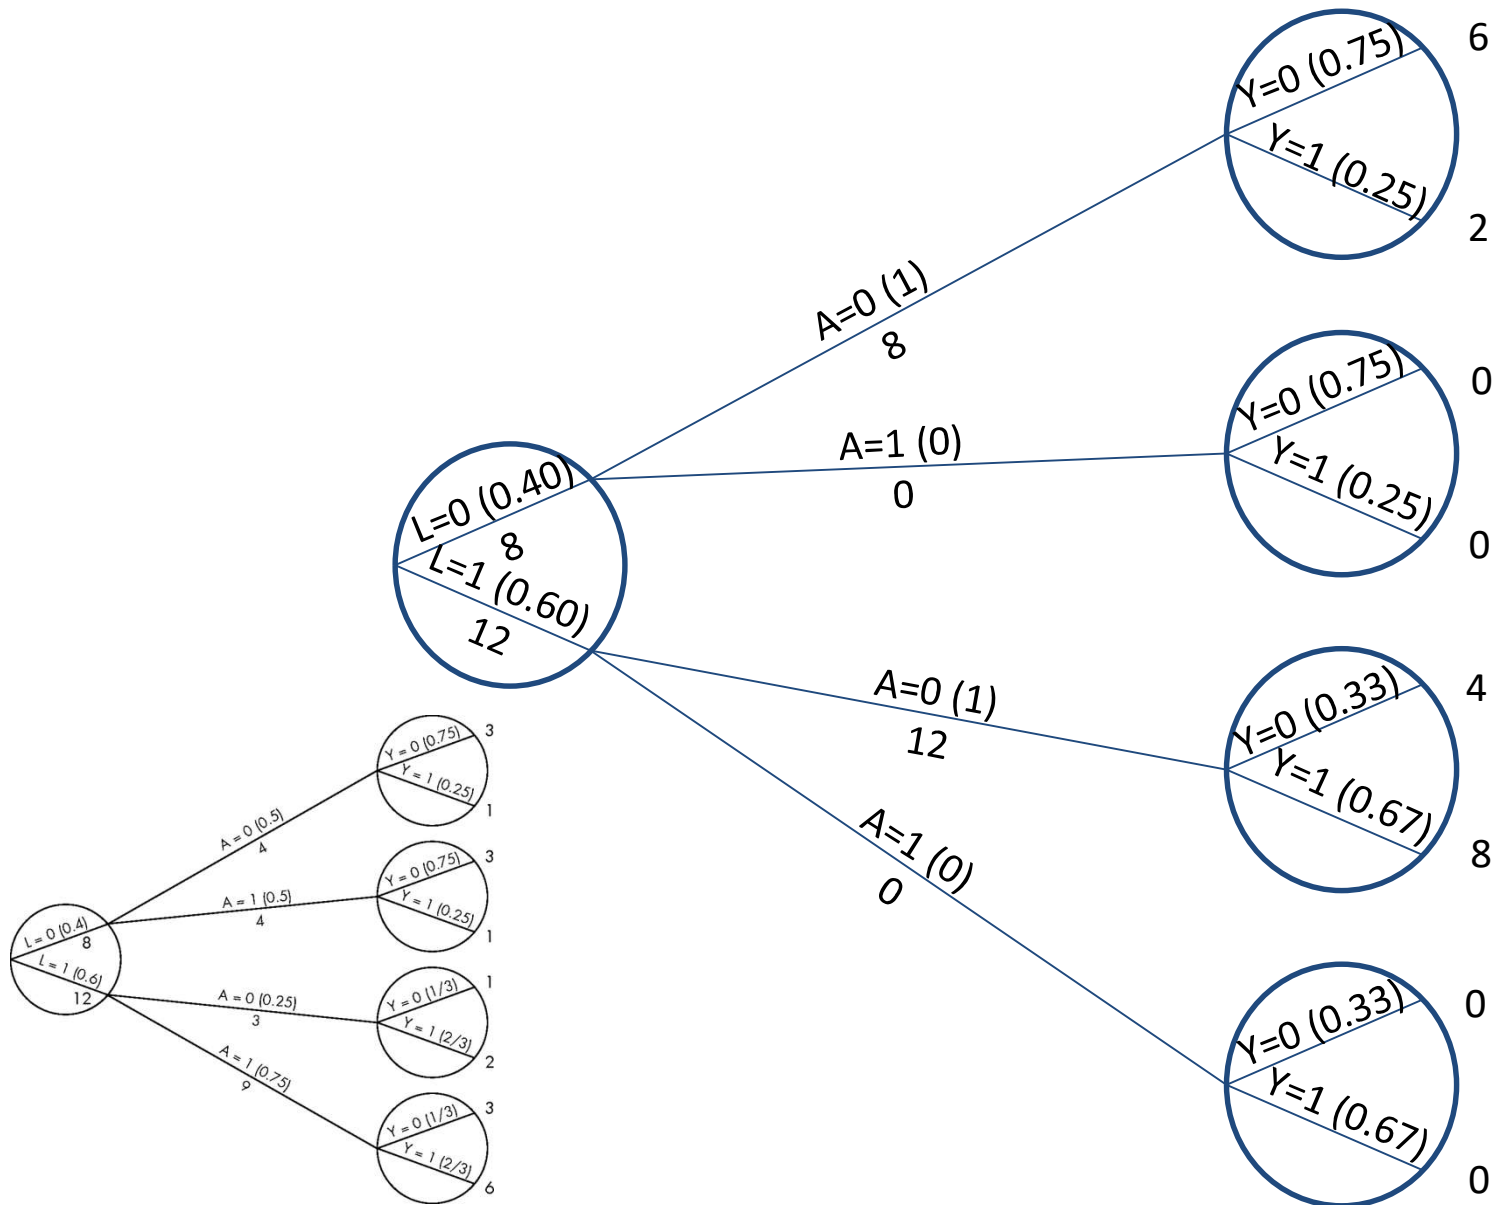 Y=0 (0.75)
6
Y=1 (0.25)
2
A=0 (1)
8
Y=0 (0.75)
0
A=1 (0)
0
Y=1 (0.25)
0
L=0 (0.40)
8
L=1 (0.60)
12
A=0 (1)
12
Y=0 (0.33)
4
Y=1 (0.67)
8
A=1 (0)
0
Y=0 (0.33)
0
Y=1 (0.67)
0
Y = 0 (0.75)
3
Y = 1 (0.25)
1
A = 0 (0.5)
4
Y = 0 (0.75)
3
A = 1 (0.5)
4
Y = 1 (0.25)
1
L = 0 (0.4)
8
L = 1 (0.6)
12
A = 0 (0.25)
3
Y = 0 (1/3)
1
Y = 1 (2/3)
2
A = 1 (0.75)
9
Y = 0 (1/3)
3
Y = 1 (2/3)
6